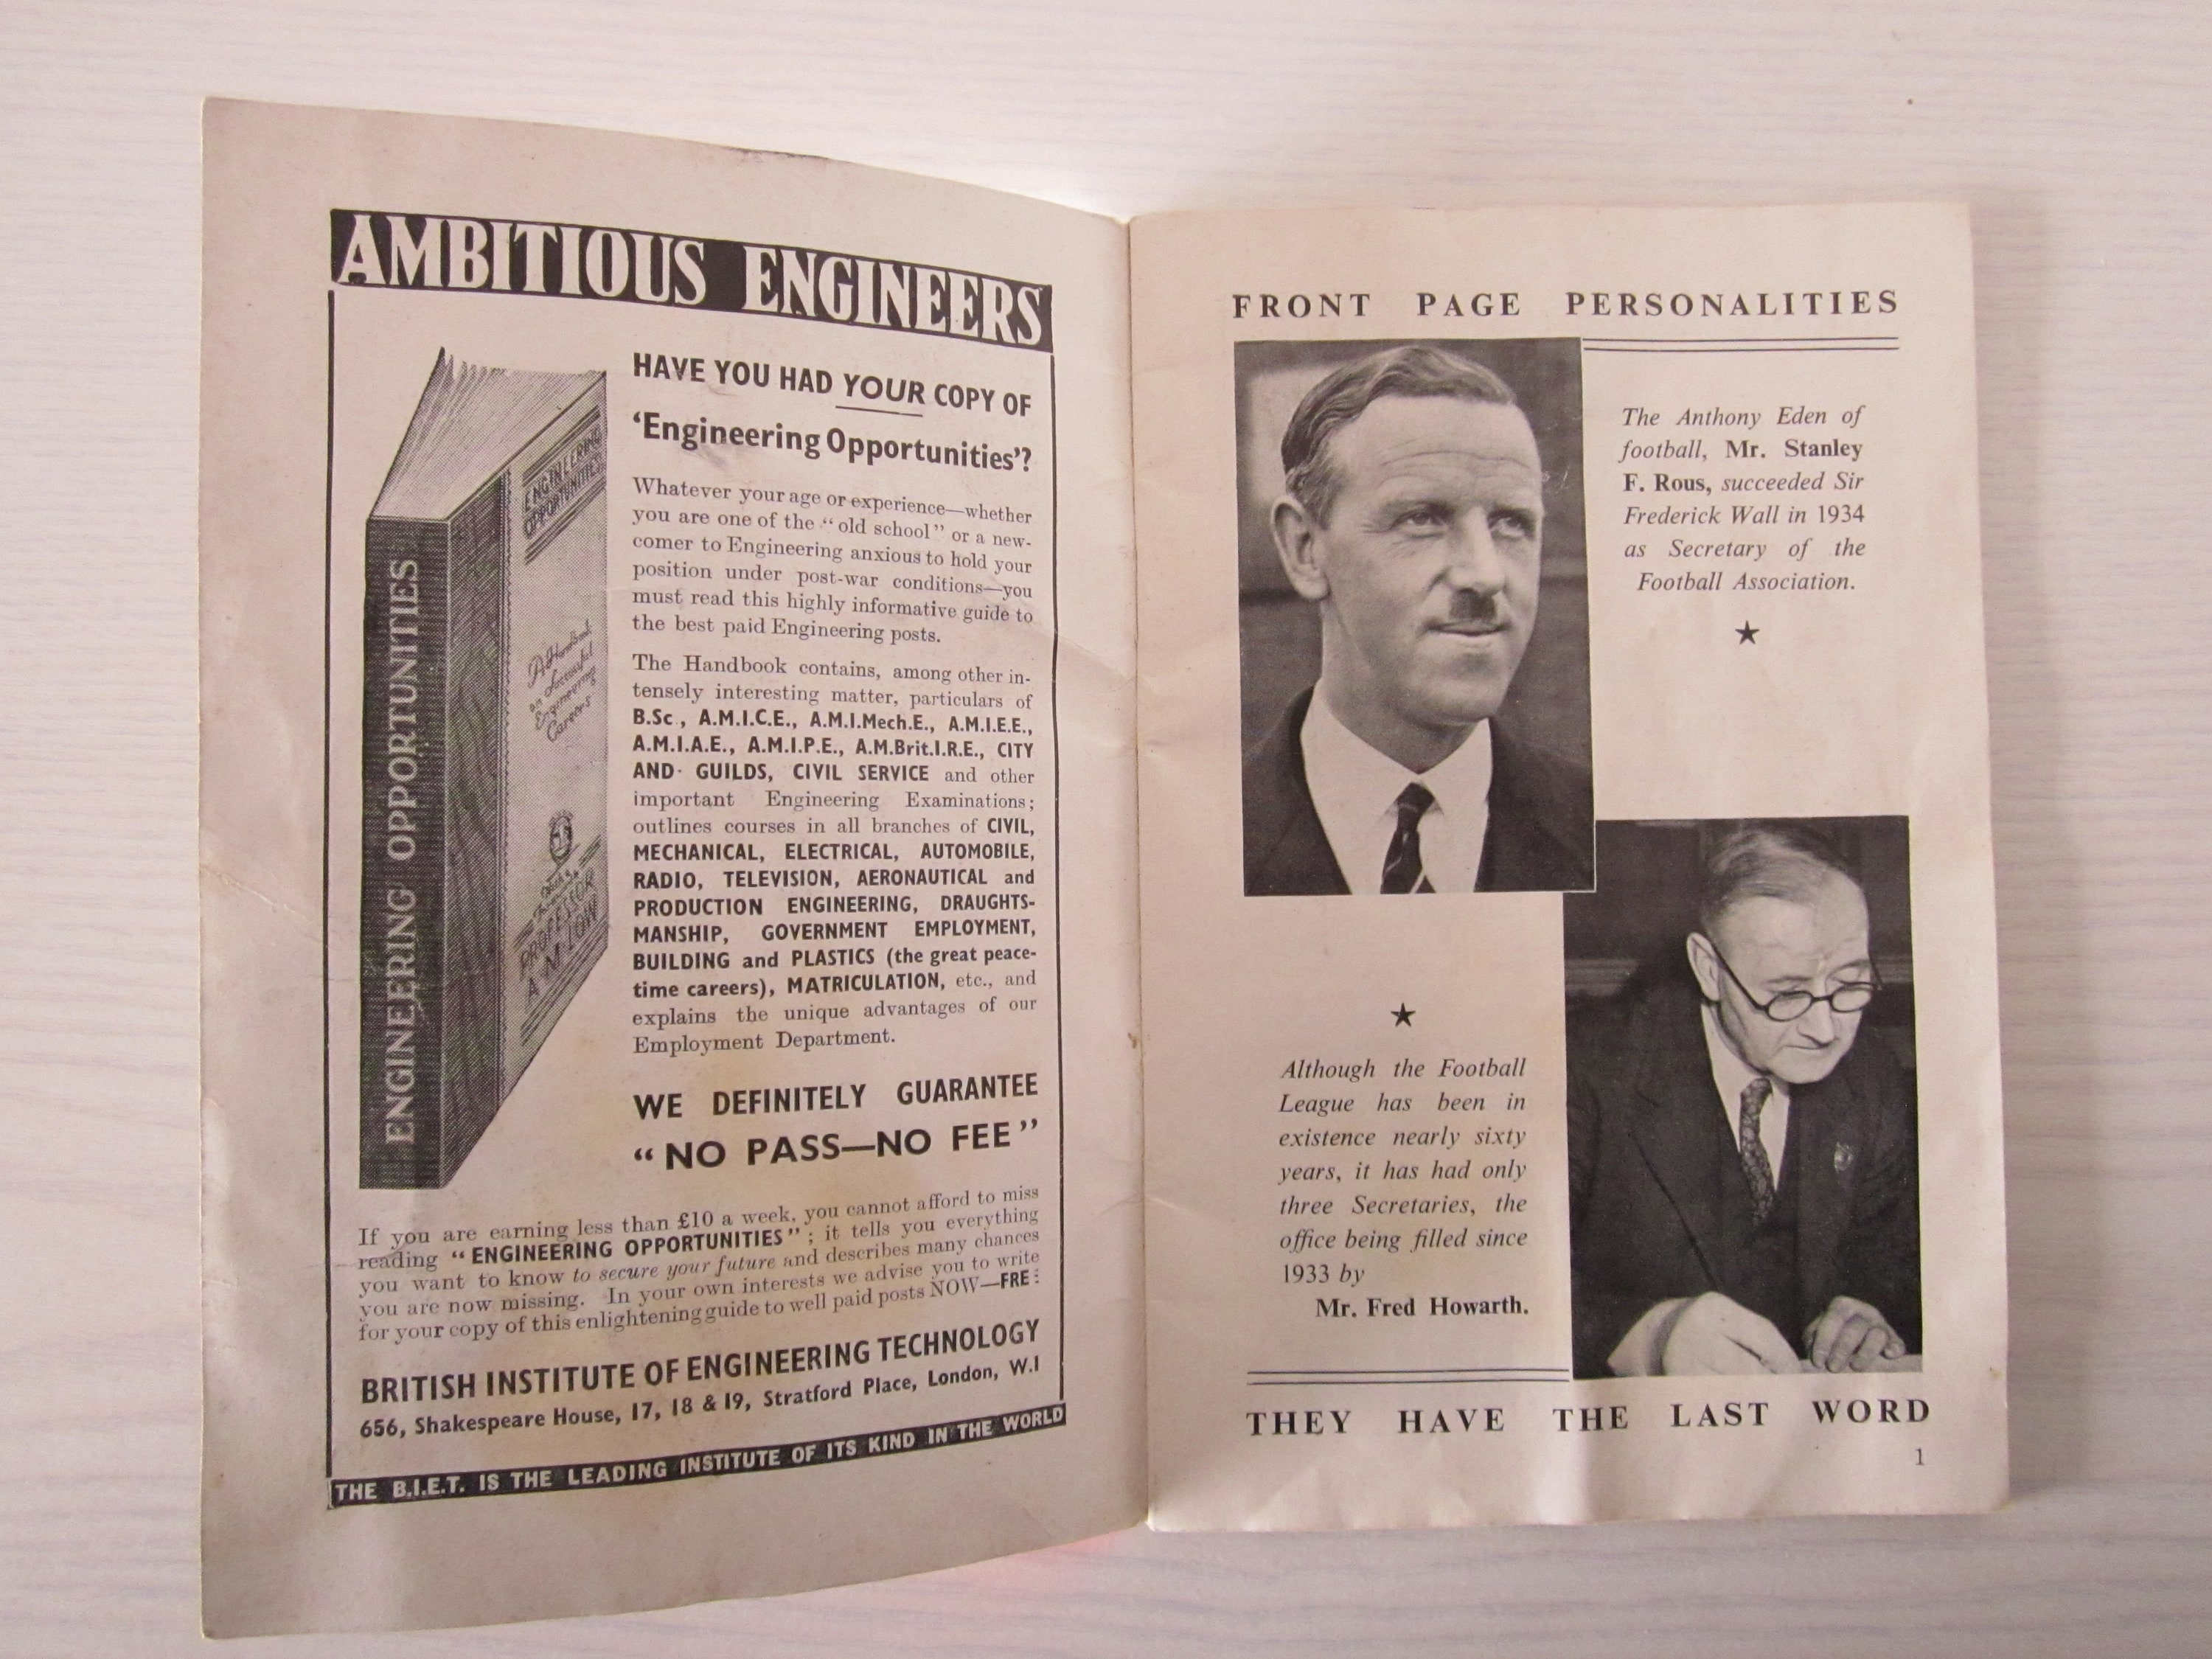 AMBITIOUS ENGINEERS
ENGINEERING OPPORTUNITIES
ENGINEERING
OPPORTUNITIES
A Handbook
on Successful
Engineering
Careers
PROFESSOR
A. M. LOW
HAVE YOU HAD YOUR COPY OF
‘Engineering Opportunities’?
Whatever your age or experience—whether
you are one of the “old school” or a new-
comer to Engineering anxious to hold your
position under post-war conditions—you
must read this highly informative guide to
the best paid Engineering posts.
The Handbook contains, among other in-
tensely interesting matter, particulars of
B.Sc., A.M.I.C.E., A.M.I.Mech.E., A.M.I.E.E.,
A.M.I.A.E., A.M.I.P.E., A.M.Brit.I.R.E., CITY
AND GUILDS, CIVIL SERVICE and other
important Engineering Examinations;
outlines courses in all branches of CIVIL,
MECHANICAL, ELECTRICAL, AUTOMOBILE,
RADIO, TELEVISION, AERONAUTICAL and
PRODUCTION ENGINEERING, DRAUGHTS-
MANSHIP, GOVERNMENT EMPLOYMENT,
BUILDING and PLASTICS (the great peace-
time careers), MATRICULATION, etc., and
explains the unique advantages of our
Employment Department.
WE DEFINITELY GUARANTEE
“NO PASS—NO FEE”
If you are earning less than £10 a week, you cannot afford to miss
reading “ENGINEERING OPPORTUNITIES”; it tells you everything
you want to know to secure your future and describes many chances
you are now missing. In your own interests we advise you to write
for your copy of this enlightening guide to well paid posts NOW—FRE
BRITISH INSTITUTE OF ENGINEERING TECHNOLOGY
656, Shakespeare House, 17, 18 & 19, Stratford Place, London, W.1
THE B.I.E.T. IS THE LEADING INSTITUTE OF ITS KIND IN THE WORLD
FRONT PAGE PERSONALITIES
The Anthony Eden of
football, Mr. Stanley
F. Rous, succeeded Sir
Frederick Wall in 1934
as Secretary of the
Football Association.
★
★
Although the Football
League has been in
existence nearly sixty
years, it has had only
three Secretaries, the
office being filled since
1933 by
Mr. Fred Howarth.
THEY HAVE THE LAST WORD
1